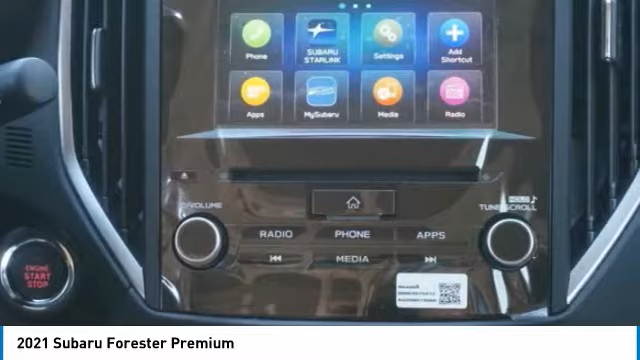 Phone
SUBARU
STARLINK
Settings
Add
Shortcut
Apps
MySubaru
Media
Radio
VOLUME
HOLD
TUNE/SCROLL
RADIO
PHONE
APPS
MEDIA
ENGINE
START
STOP
2021 Subaru Forester Premium